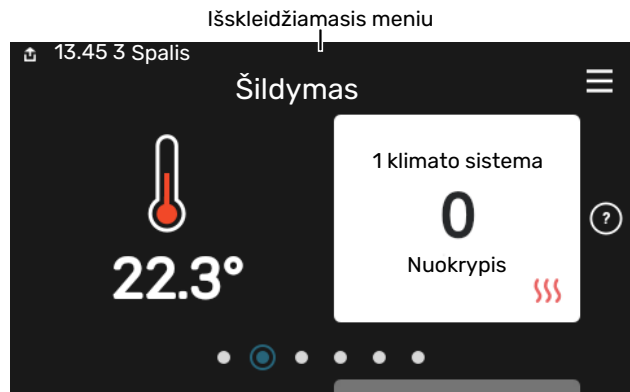 Išskleidžiamasis meniu
13.45 3 Spalis
Šildymas
1 klimato sistema
0
22.3°
Nuokrypis
?